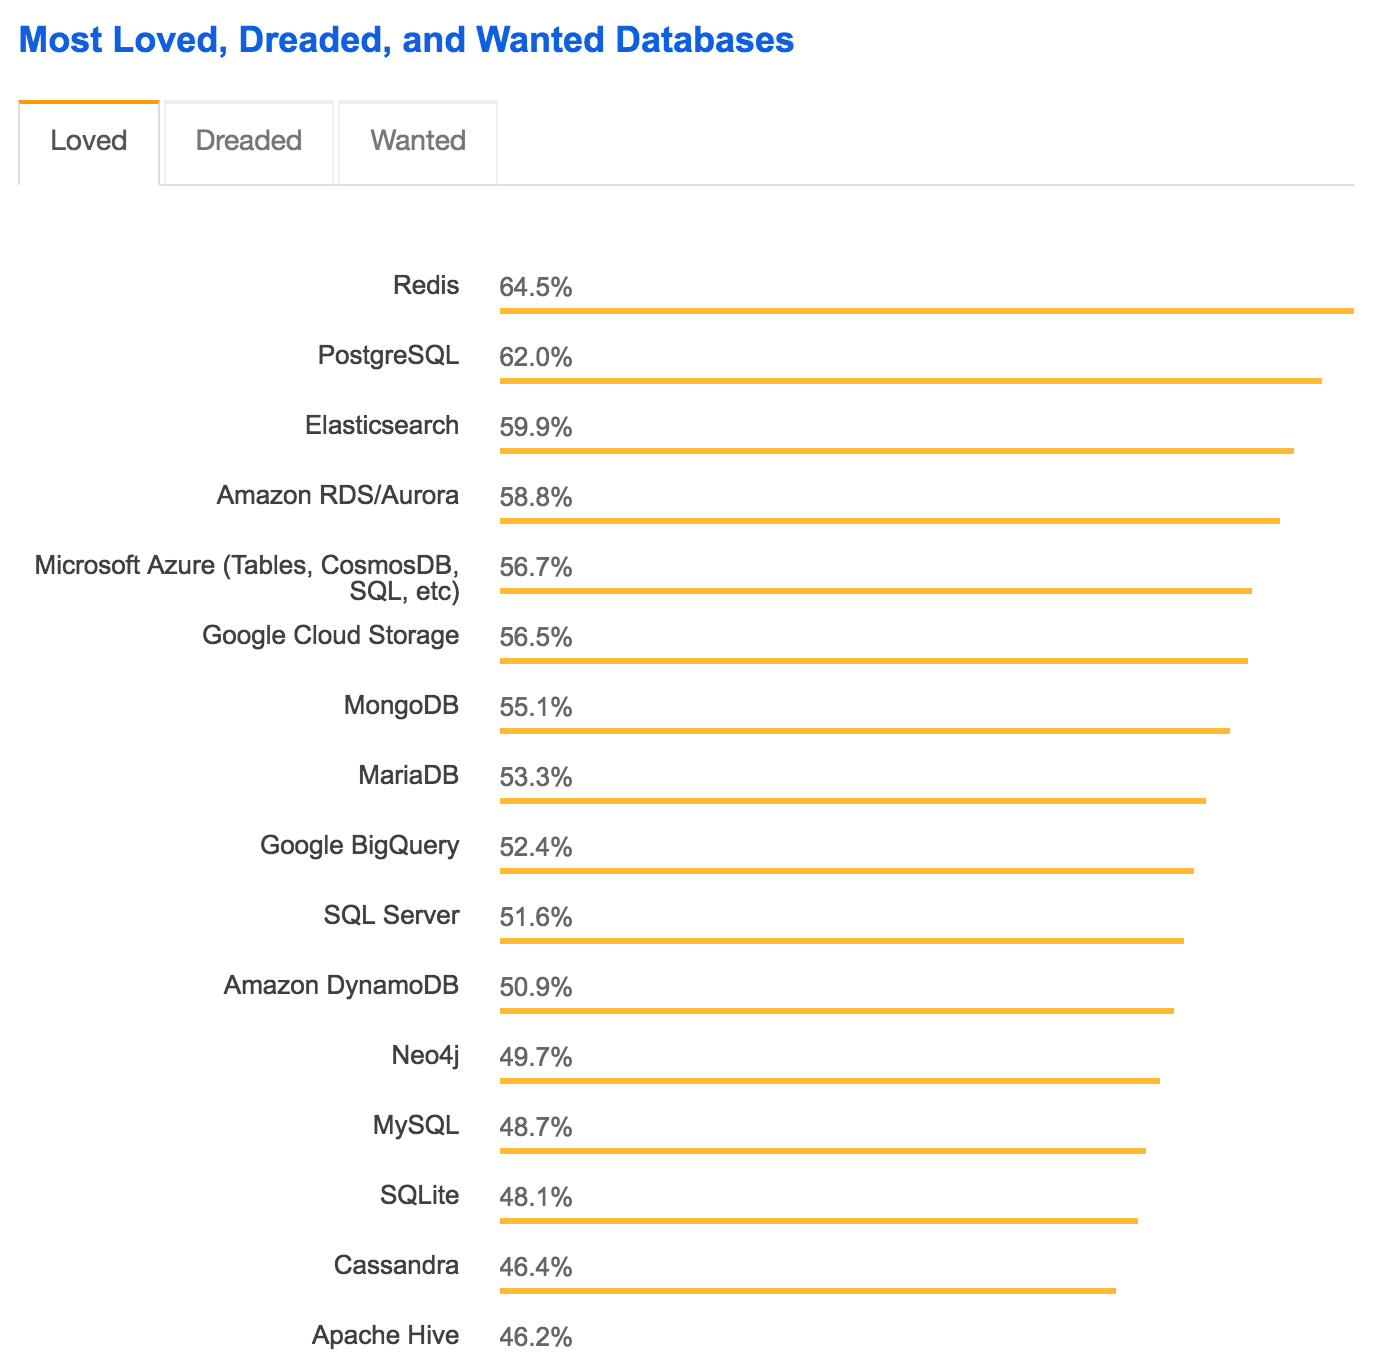 Most Loved, Dreaded, and Wanted Databases
Loved
Dreaded
Wanted
Redis 64.5%
PostgreSQL 62.0%
Elasticsearch 59.9%
Amazon RDS/Aurora 58.8%
Microsoft Azure (Tables, CosmosDB, 56.7%
SQL, etc)
Google Cloud Storage 56.5%
MongoDB 55.1%
MariaDB 53.3%
Google BigQuery 52.4%
SQL Server 51.6%
Amazon DynamoDB 50.9%
Neo4j 49.7%
MySQL 48.7%
SQLite 48.1%
Cassandra 46.4%
Apache Hive 46.2%